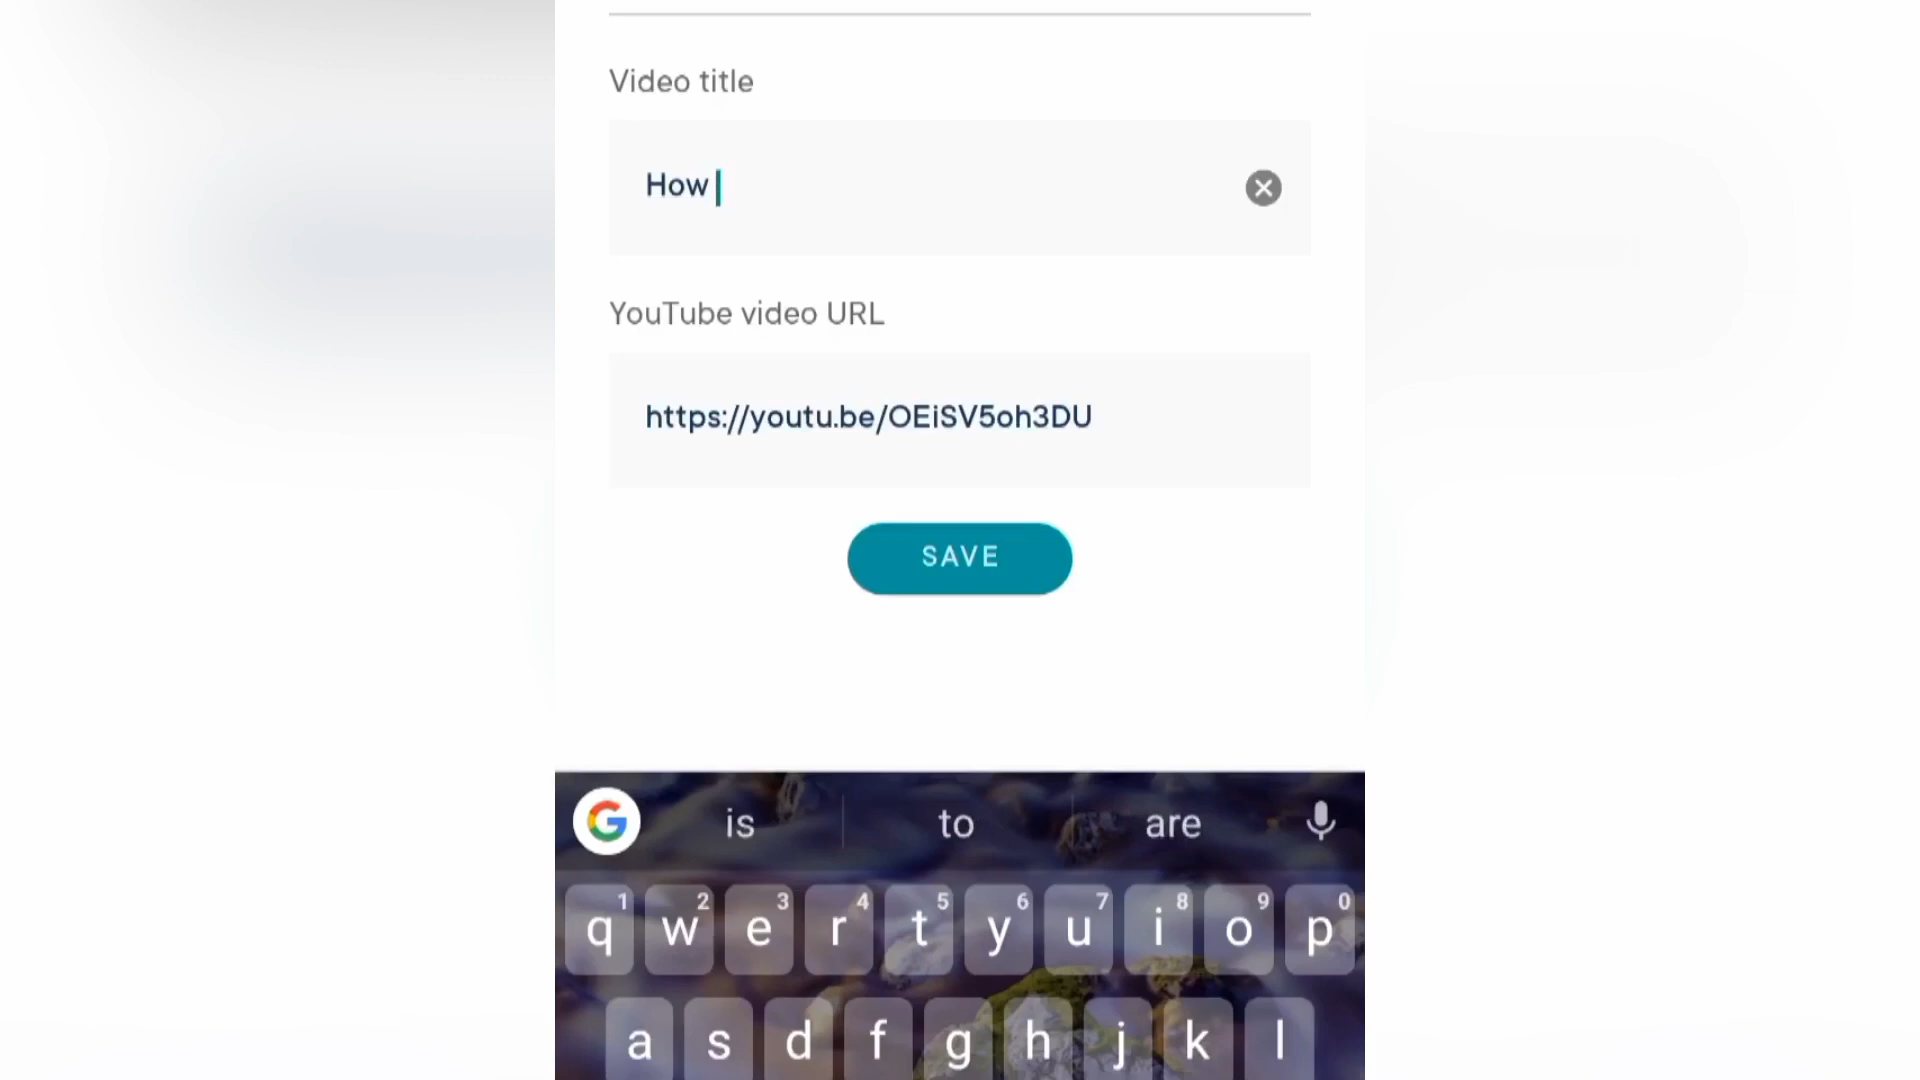 Video title
How
YouTube video URL
https://youtu.be/OEiSV5oh3DU
SAVE
G is to are
1 2 3 4 5 6 7 8 9 0
q w e r t y u i o p
a s d f g h j k l